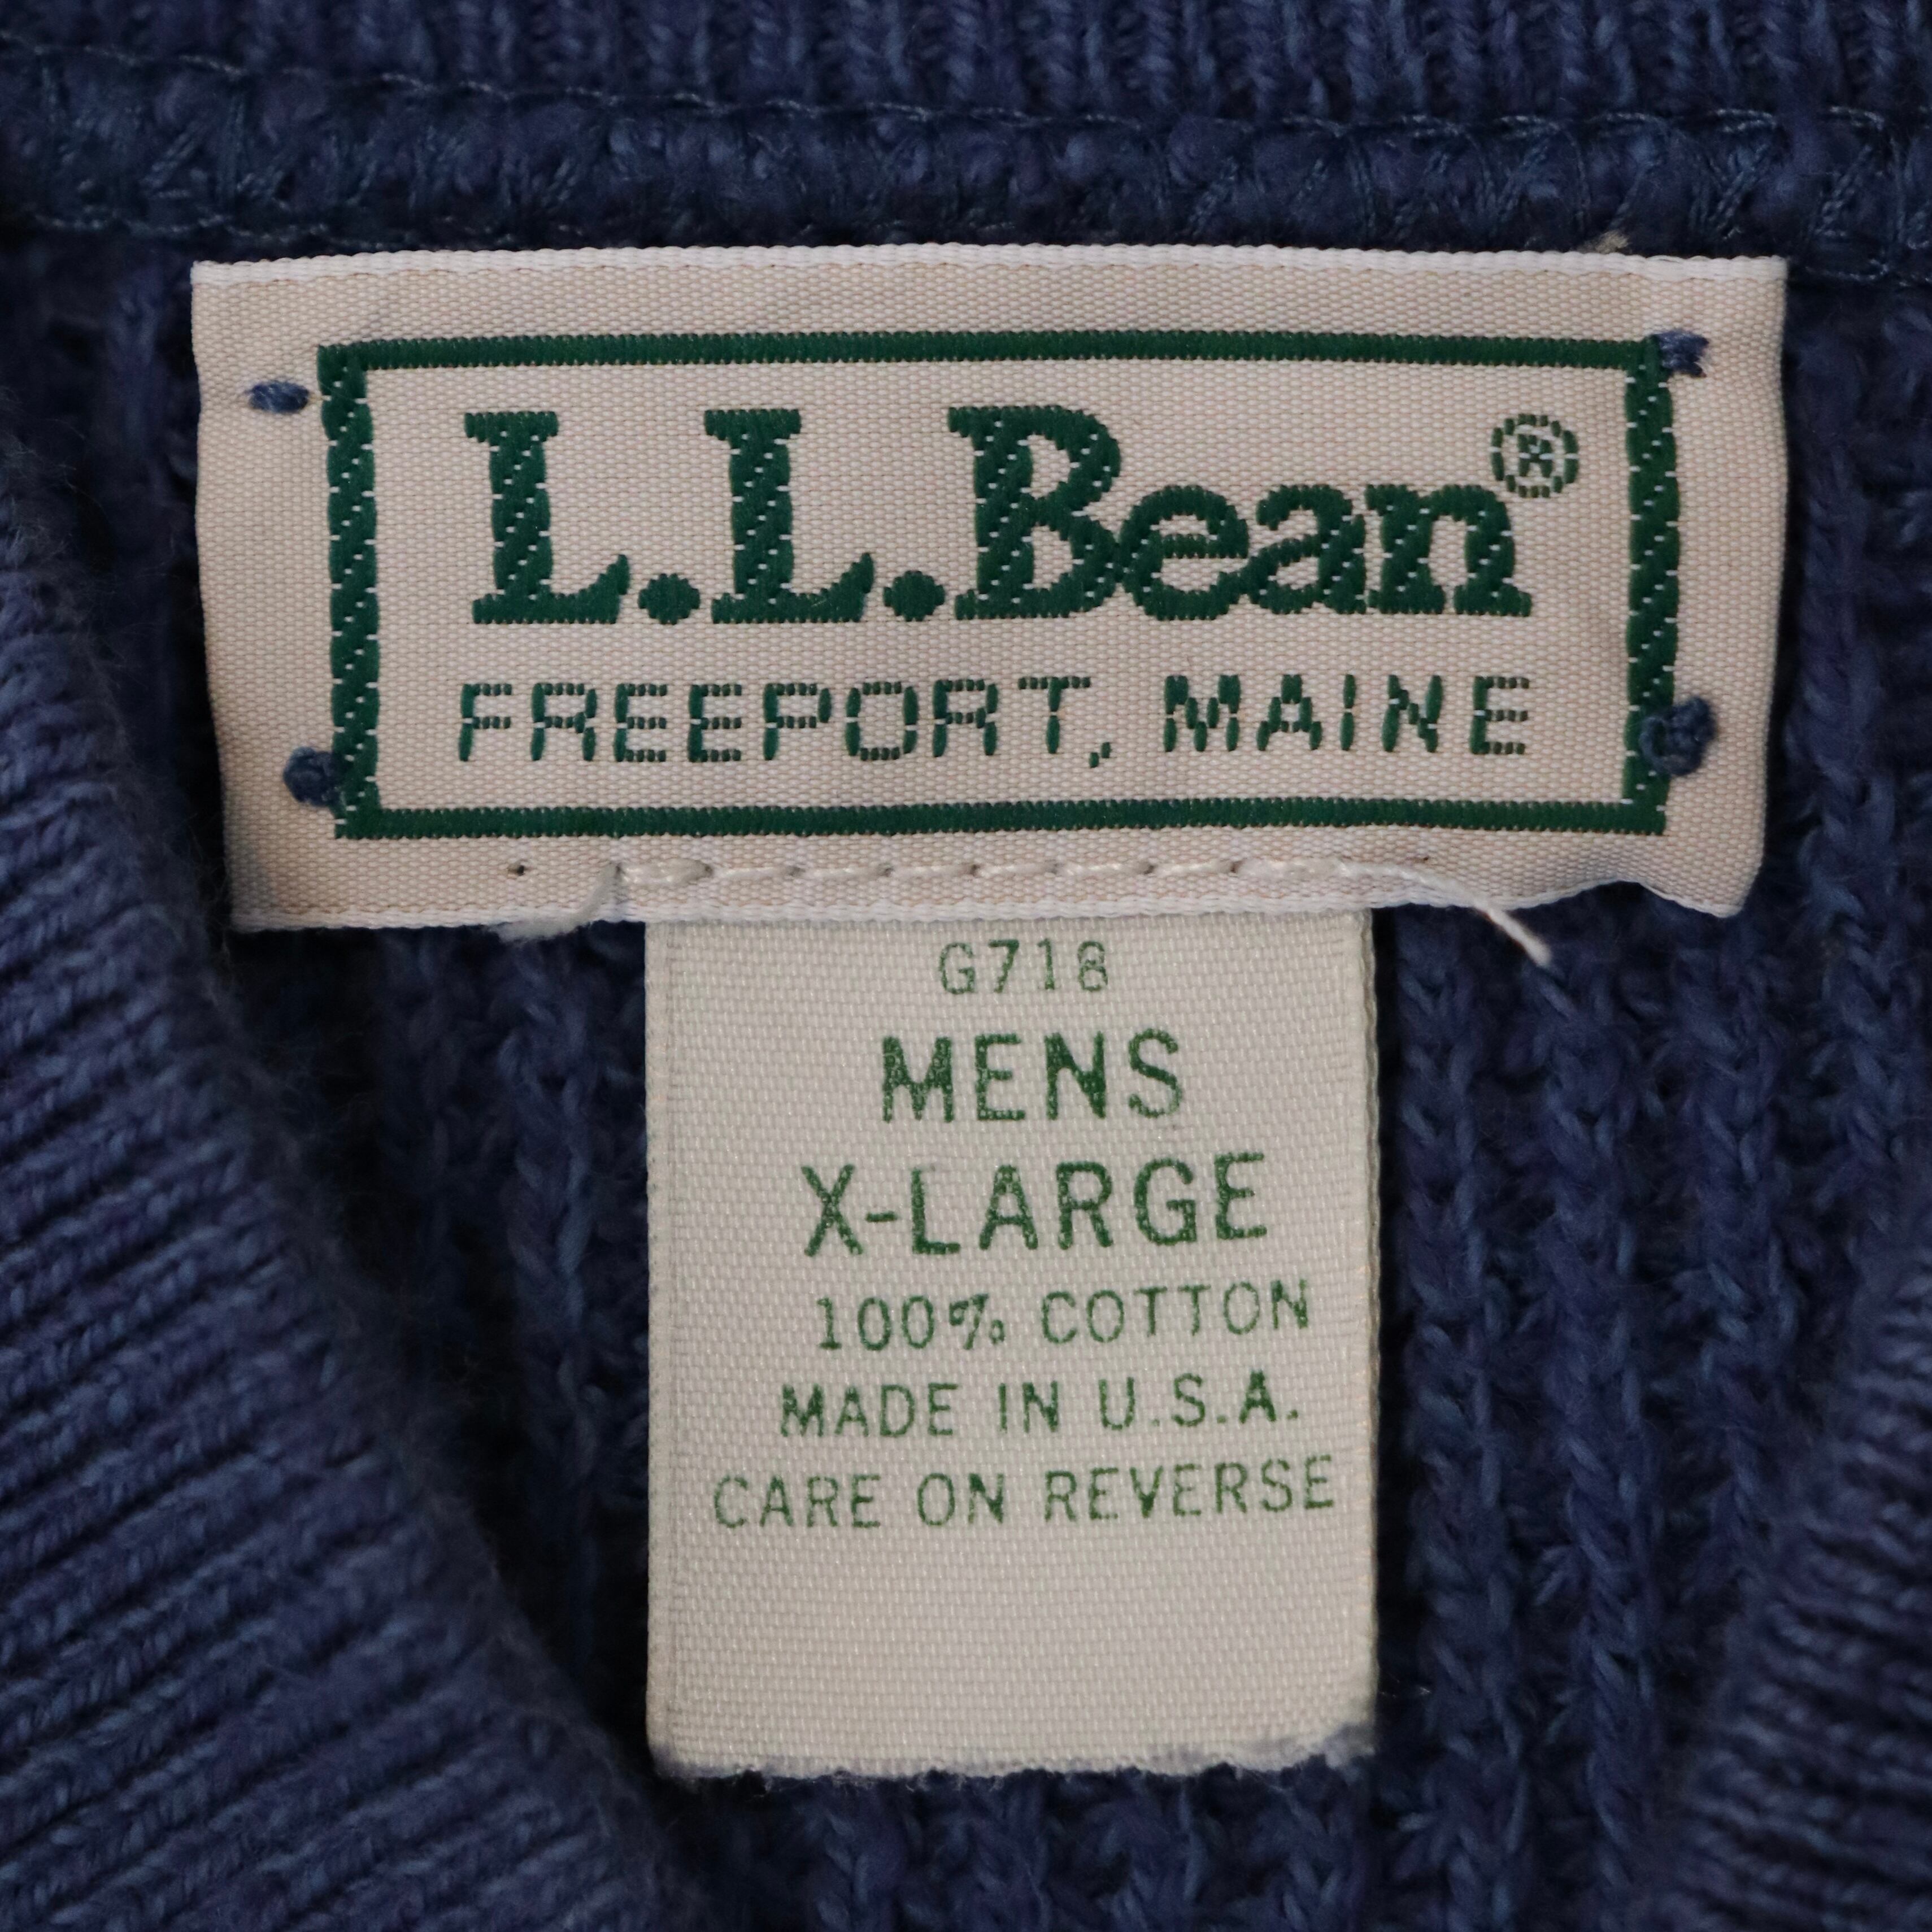 L.L.Bean®
FREEPORT, MAINE
G718
MENS
X-LARGE
100% COTTON
MADE IN U.S.A.
CARE ON REVERSE